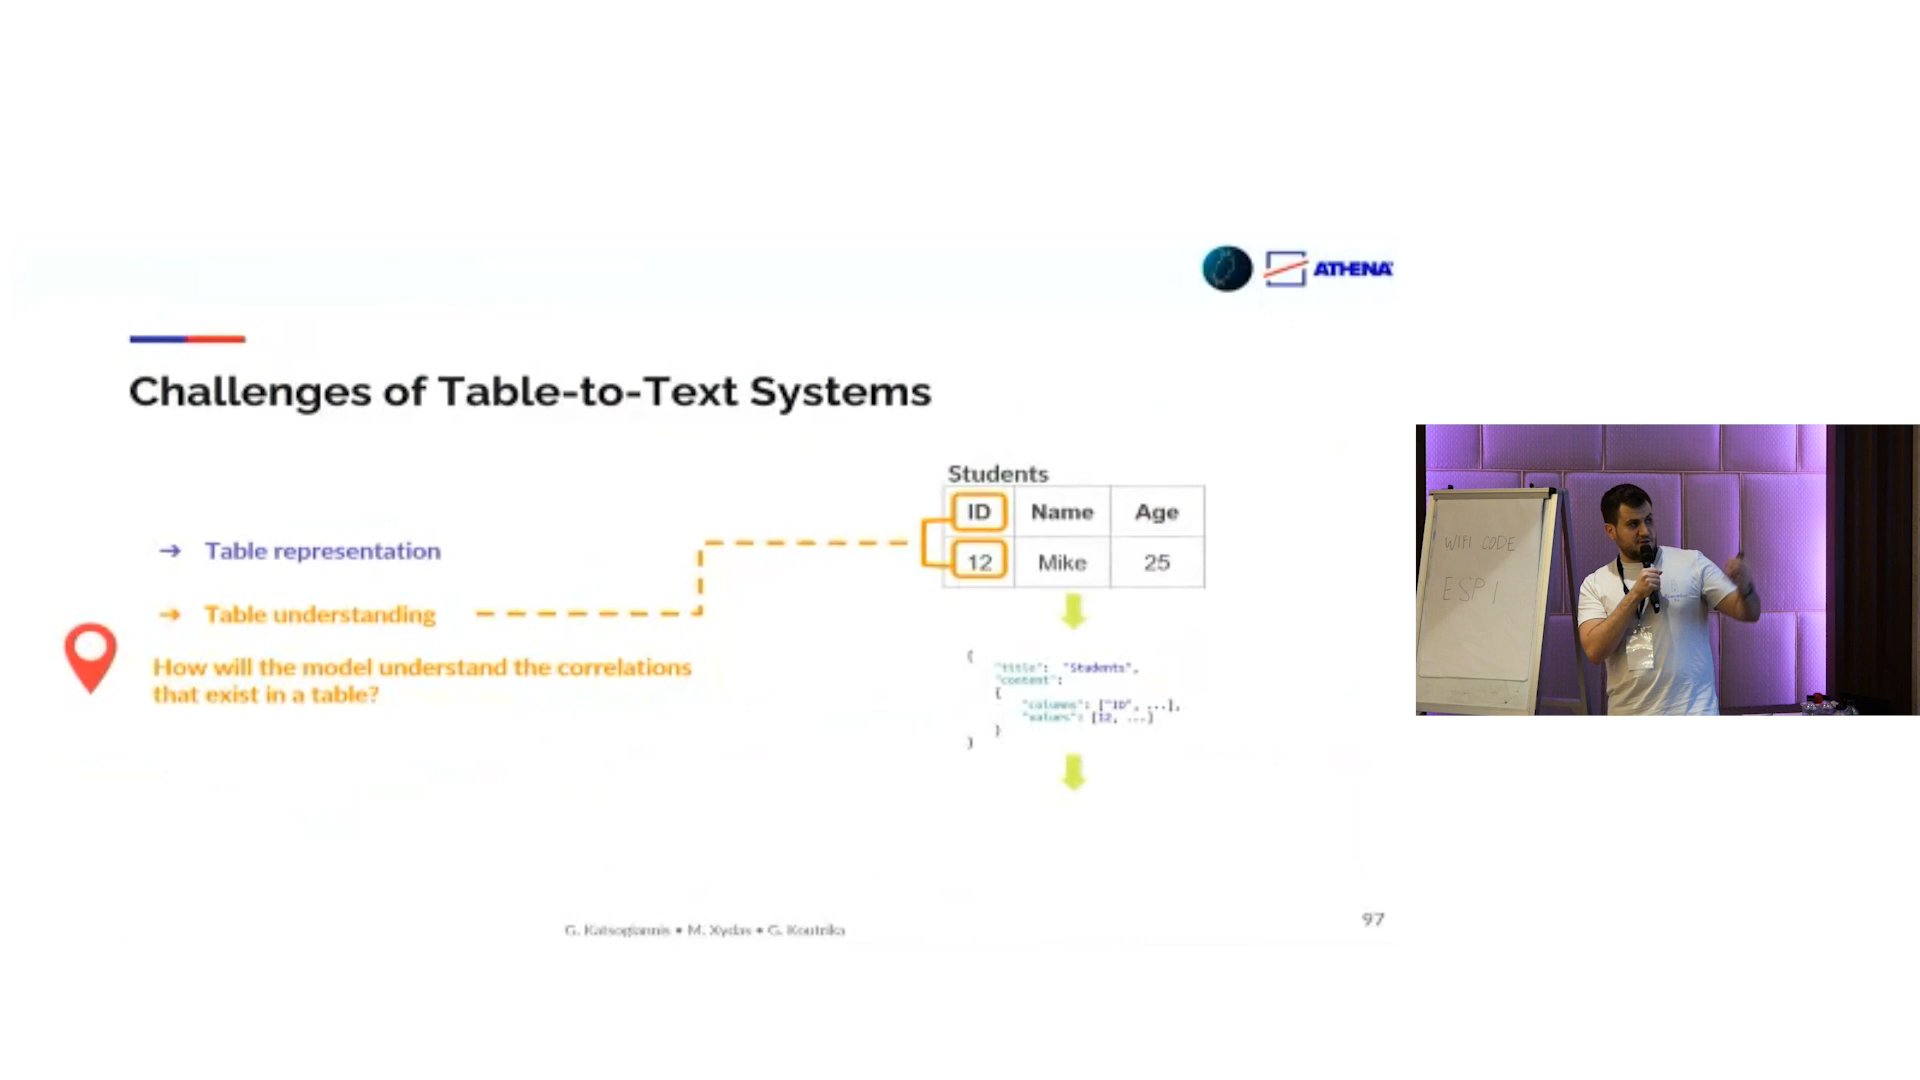 ATHENA
Challenges of Table-to-Text Systems
Students
ID Name Age
12 Mike 25
→ Table representation
→ Table understanding
How will the model understand the correlations
that exist in a table?
{
"title": "Students",
"content":
{
"columns": ["ID", ...],
"values": [12, ...]
}
}
G. Katsogiannis • M. Xydas • G. Koutrika
97
WIFI CODE
ESP1